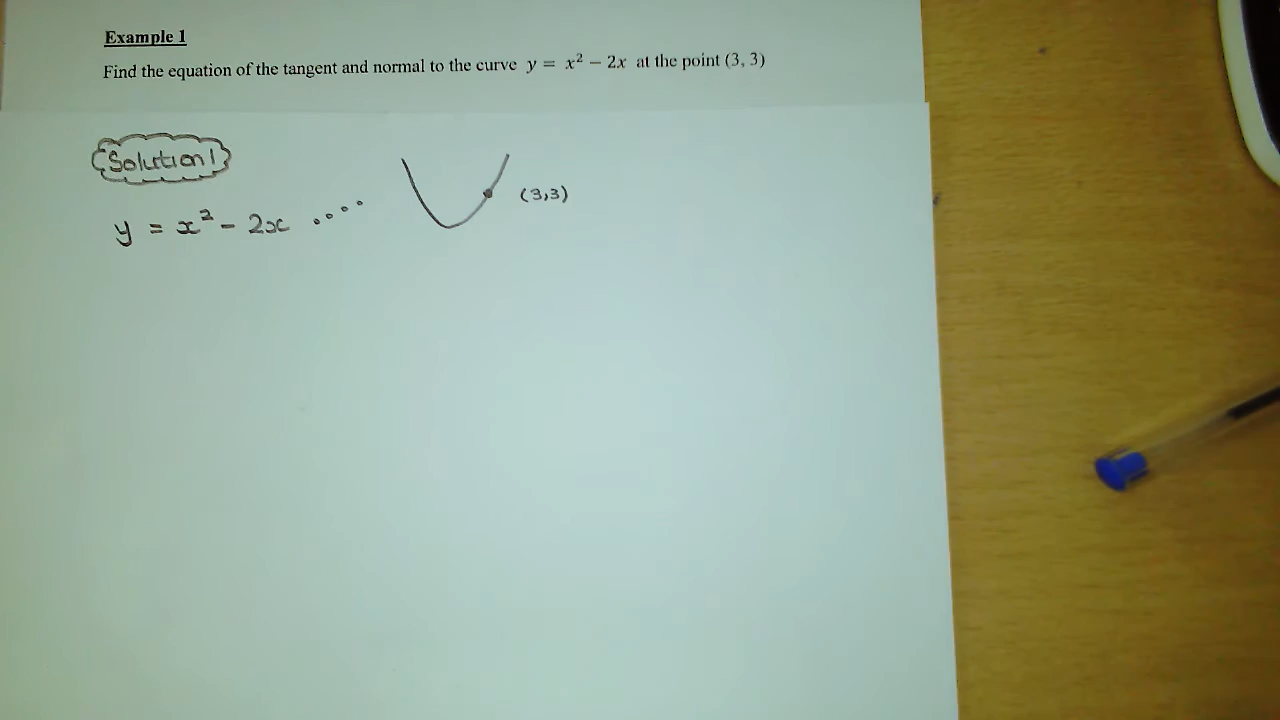 Example 1
Find the equation of the tangent and normal to the curve y = x² − 2x at the point (3, 3)
Solution!
y = x² − 2x ....
(3,3)